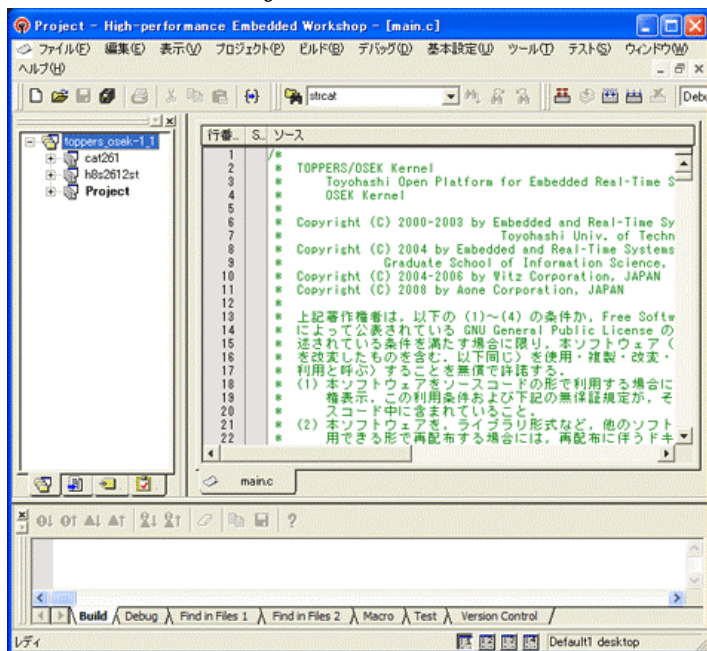 Project - High-performance Embedded Workshop - [main.c]
ファイル(F) 編集(E) 表示(V) プロジェクト(P) ビルド(B) デバッグ(D) 基本設定(U) ツール(T) テスト(S) ウィンドウ(W)
ヘルプ(H)
strcat
Debu
toppers_osek-1_1
cat261
h8s2612st
Project
行番... S... ソース
1 /*
2 * TOPPERS/OSEK Kernel
3 * Toyohashi Open Platform for Embedded Real-Time S
4 * OSEK Kernel
5 *
6 * Copyright (C) 2000-2003 by Embedded and Real-Time Sy
7 * Toyohashi Univ. of Techn
8 * Copyright (C) 2004 by Embedded and Real-Time Systems
9 * Graduate School of Information Science,
10 * Copyright (C) 2004-2006 by Witz Corporation, JAPAN
11 * Copyright (C) 2008 by Aone Corporation, JAPAN
12 *
13 * 上記著作権者は，以下の (1)～(4) の条件か，Free Softw
14 * によって公表されている GNU General Public License の
15 * 述されている条件を満たす場合に限り，本ソフトウェア（
16 * を改変したものを含む．以下同じ）を使用・複製・改変・
17 * 利用と呼ぶ）することを無償で許諾する．
18 * (1) 本ソフトウェアをソースコードの形で利用する場合に
19 * 権表示，この利用条件および下記の無保証規定が，そ
20 * スコード中に含まれていること．
21 * (2) 本ソフトウェアを，ライブラリ形式など，他のソフト
22 * 用できる形で再配布する場合には，再配布に伴うドキ
main.c
Build Debug Find in Files 1 Find in Files 2 Macro Test Version Control
レディ
Default1 desktop